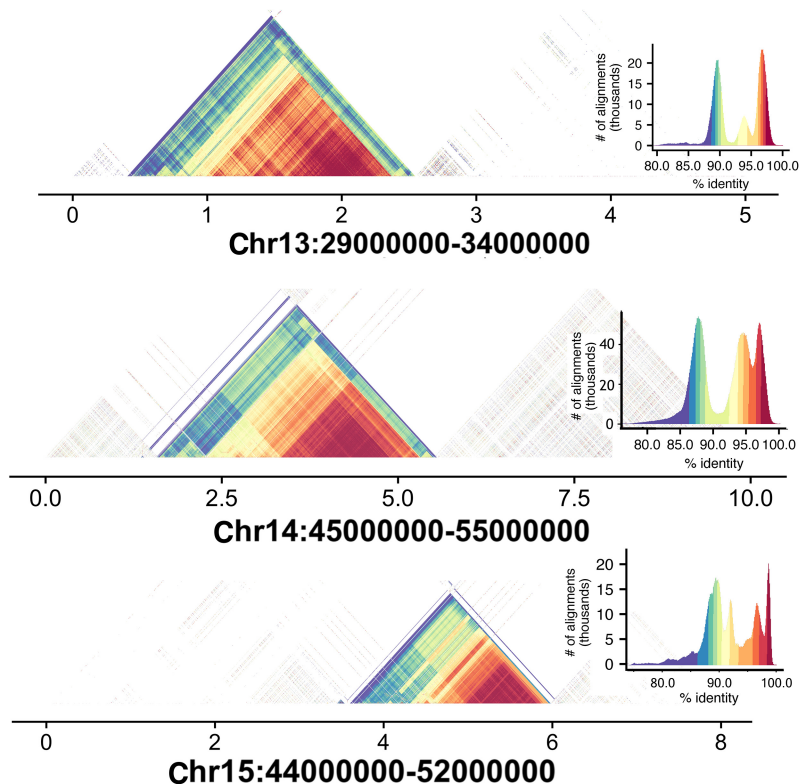 # of alignments
(thousands)
20
15
10
5
0
80.0 85.0 90.0 95.0 100.0
% identity
0 1 2 3 4 5
Chr13:29000000-34000000
# of alignments
(thousands)
40
20
0
80.0 85.0 90.0 95.0 100.0
% identity
0.0 2.5 5.0 7.5 10.0
Chr14:45000000-55000000
# of alignments
(thousands)
20
15
10
5
0
80.0 90.0 100.0
% identity
0 2 4 6 8
Chr15:44000000-52000000